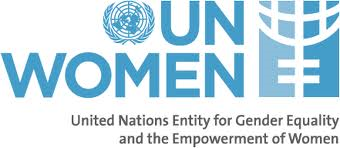 UN
WOMEN
United Nations Entity for Gender Equality
and the Empowerment of Women